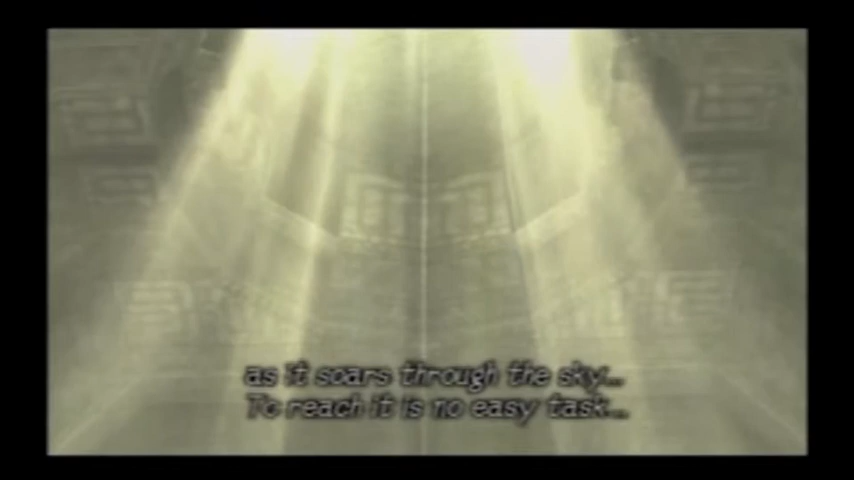 as it soars through the sky...
To reach it is no easy task...